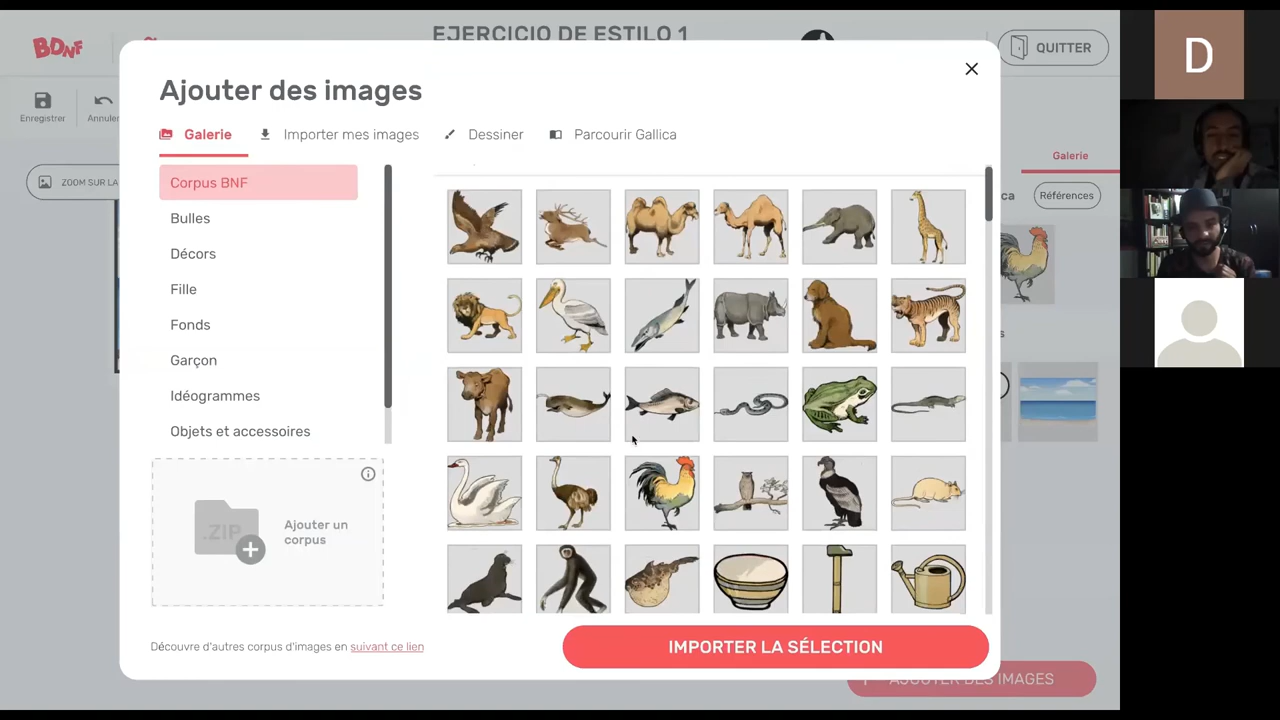 BDNF
EJERCICIO DE ESTILO 1
QUITTER
D
Enregistrer
Annuler
ZOOM SUR LA
Ajouter des images
Galerie
Importer mes images
Dessiner
Parcourir Gallica
Corpus BNF
Bulles
Décors
Fille
Fonds
Garçon
Idéogrammes
Objets et accessoires
.ZIP
Ajouter un
corpus
Découvre d'autres corpus d'images en suivant ce lien
IMPORTER LA SÉLECTION
Galerie
ca
Références
s
AJOUTER DES IMAGES